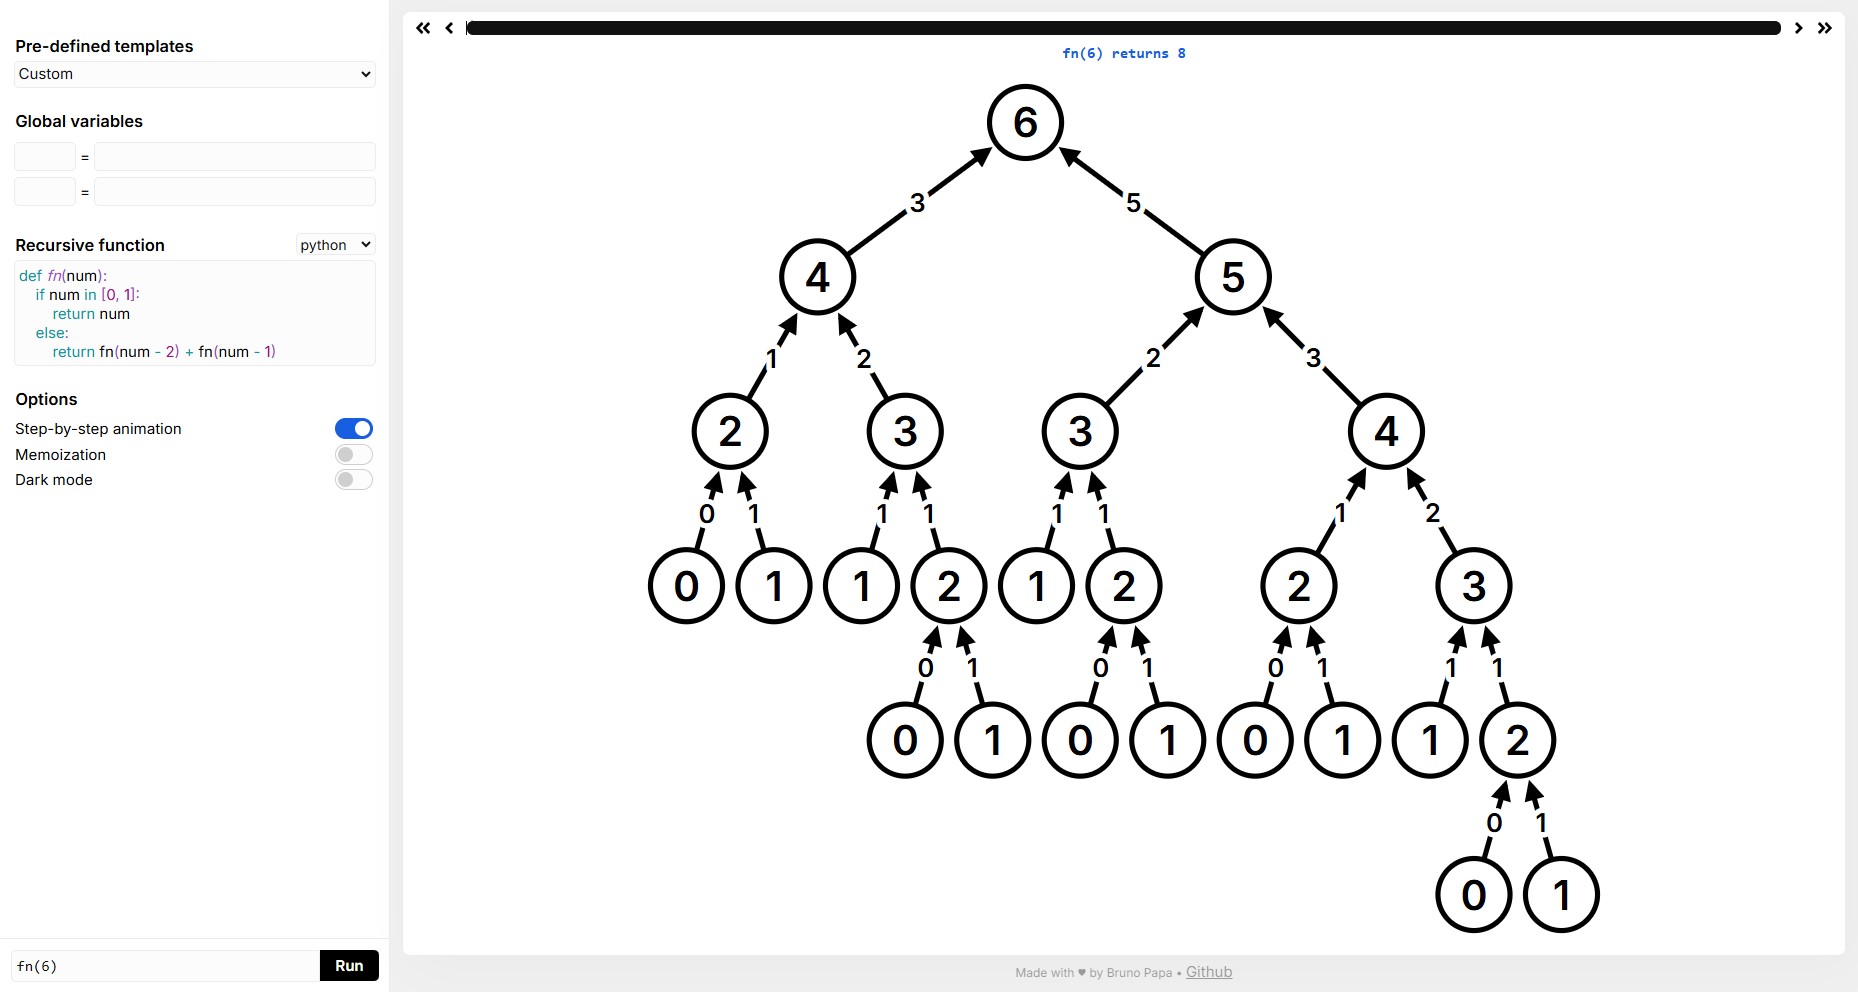 Pre-defined templates
Custom
Global variables
=
=
Recursive function
python
def fn(num):
if num in [0, 1]:
return num
else:
return fn(num - 2) + fn(num - 1)
Options
Step-by-step animation
Memoization
Dark mode
fn(6)
Run
fn(6) returns 8
6
3 5
4 5
1 2 2 3
2 3 3 4
0 1 1 1 1 1 1 2
0 1 1 2 1 2 2 3
0 1 0 1 0 1 1 1
0 1 0 1 0 1 1 2
0 1
0 1
Made with ♥ by Bruno Papa • Github